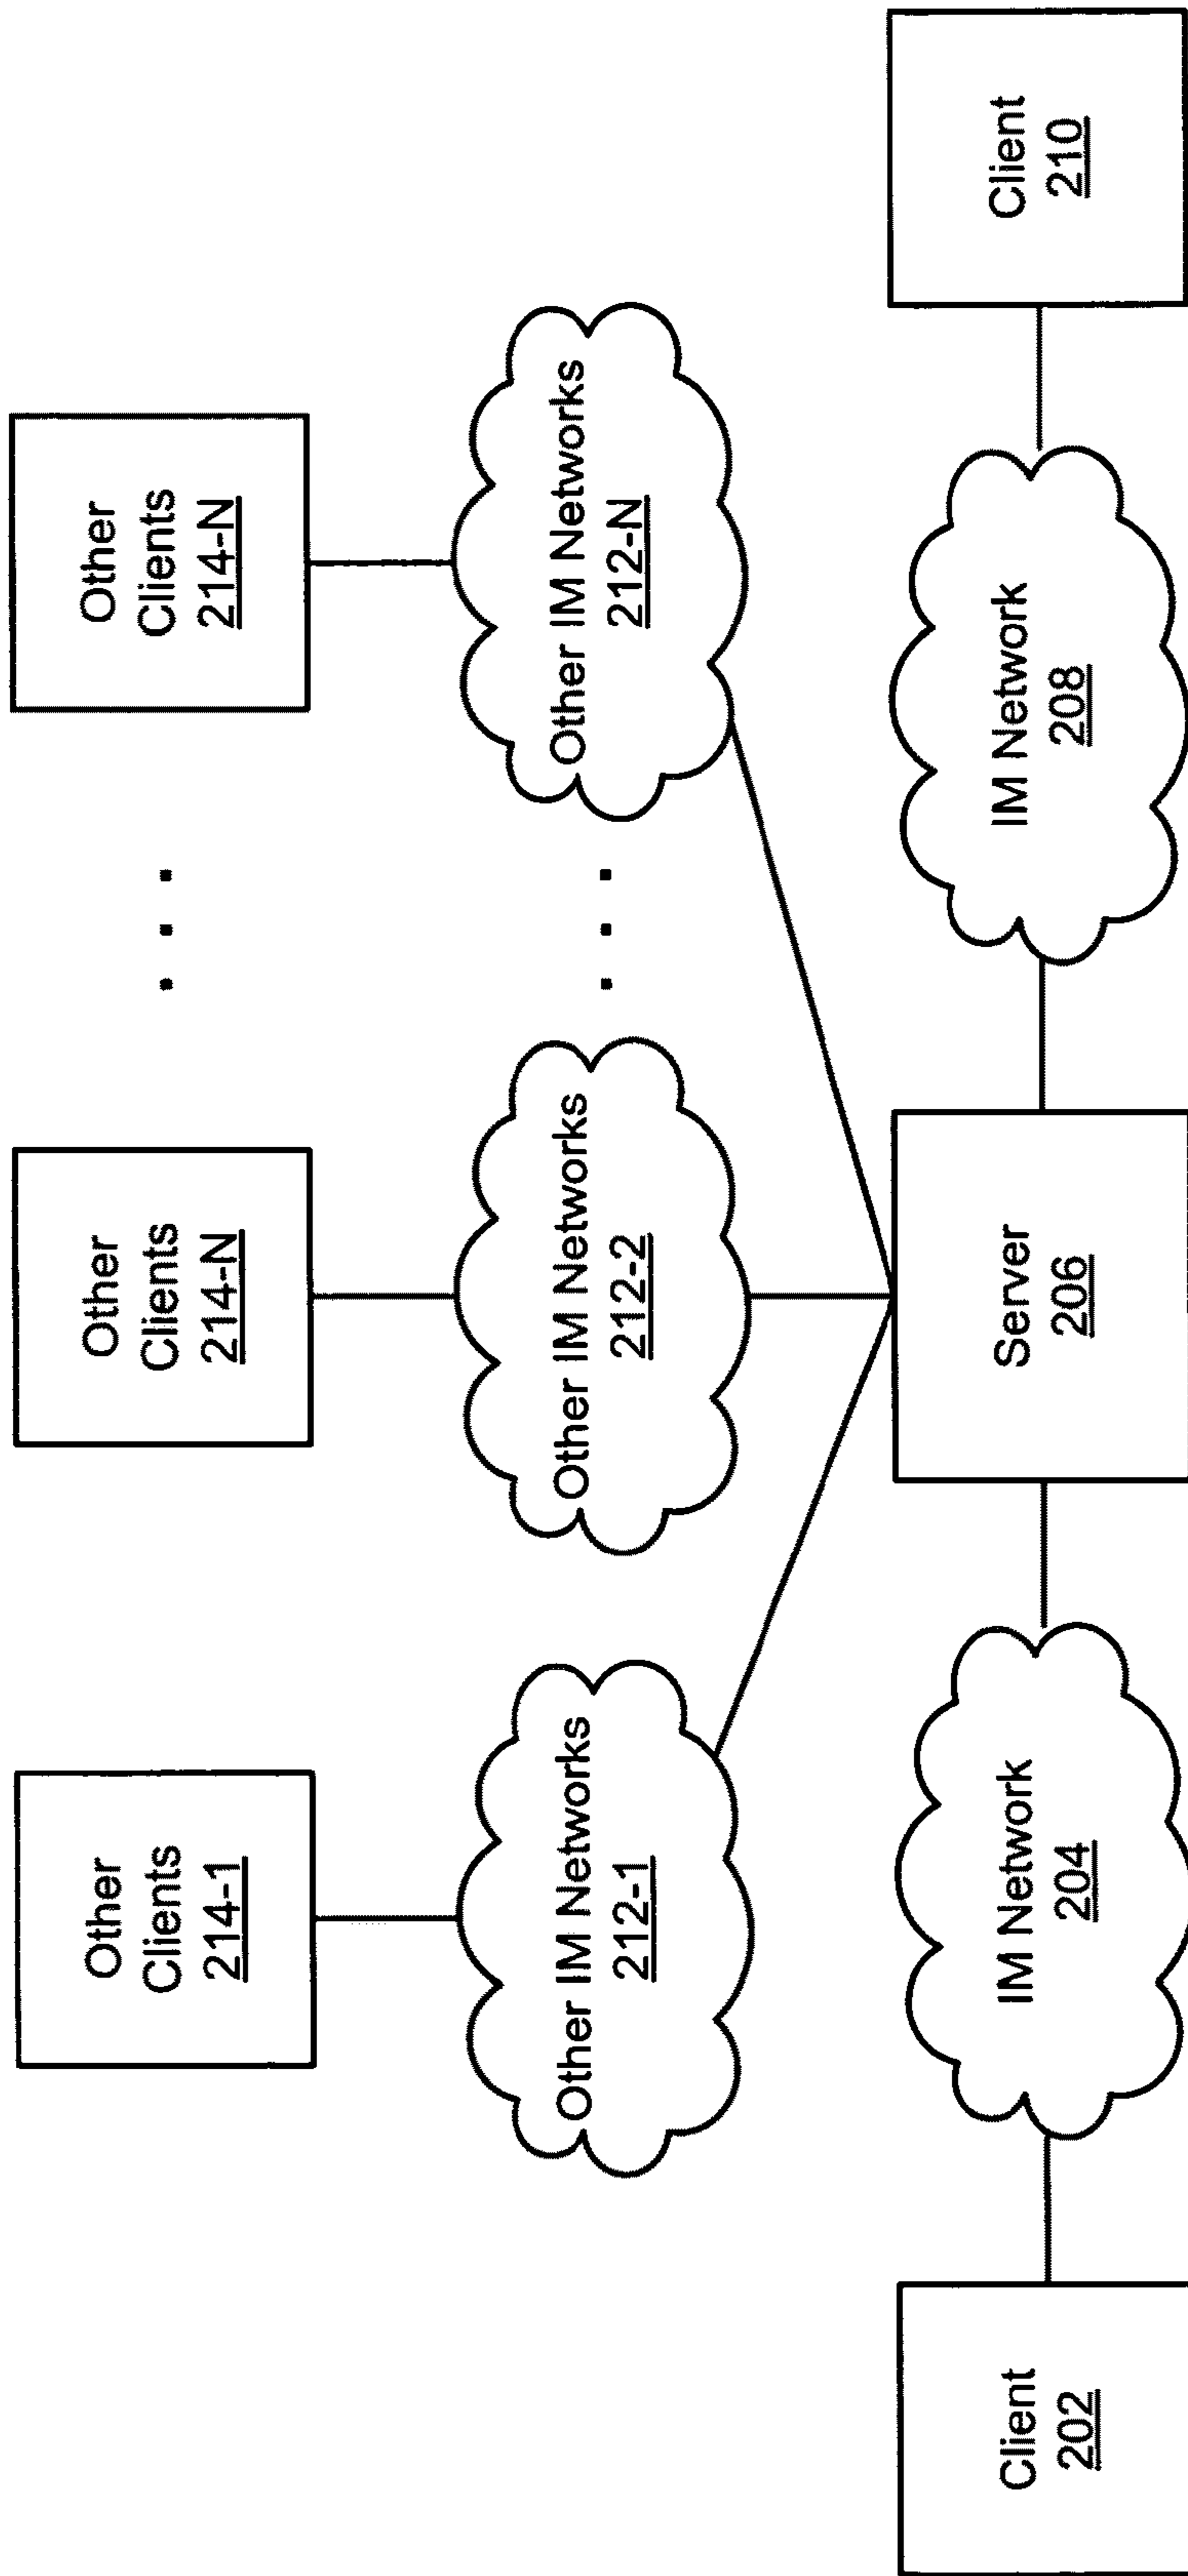 Other
Clients
214-1
Other
Clients
214-N
. . .
Other
Clients
214-N
Other IM Networks
212-1
Other IM Networks
212-2
. . .
Other IM Networks
212-N
Client
202
IM Network
204
Server
206
IM Network
208
Client
210